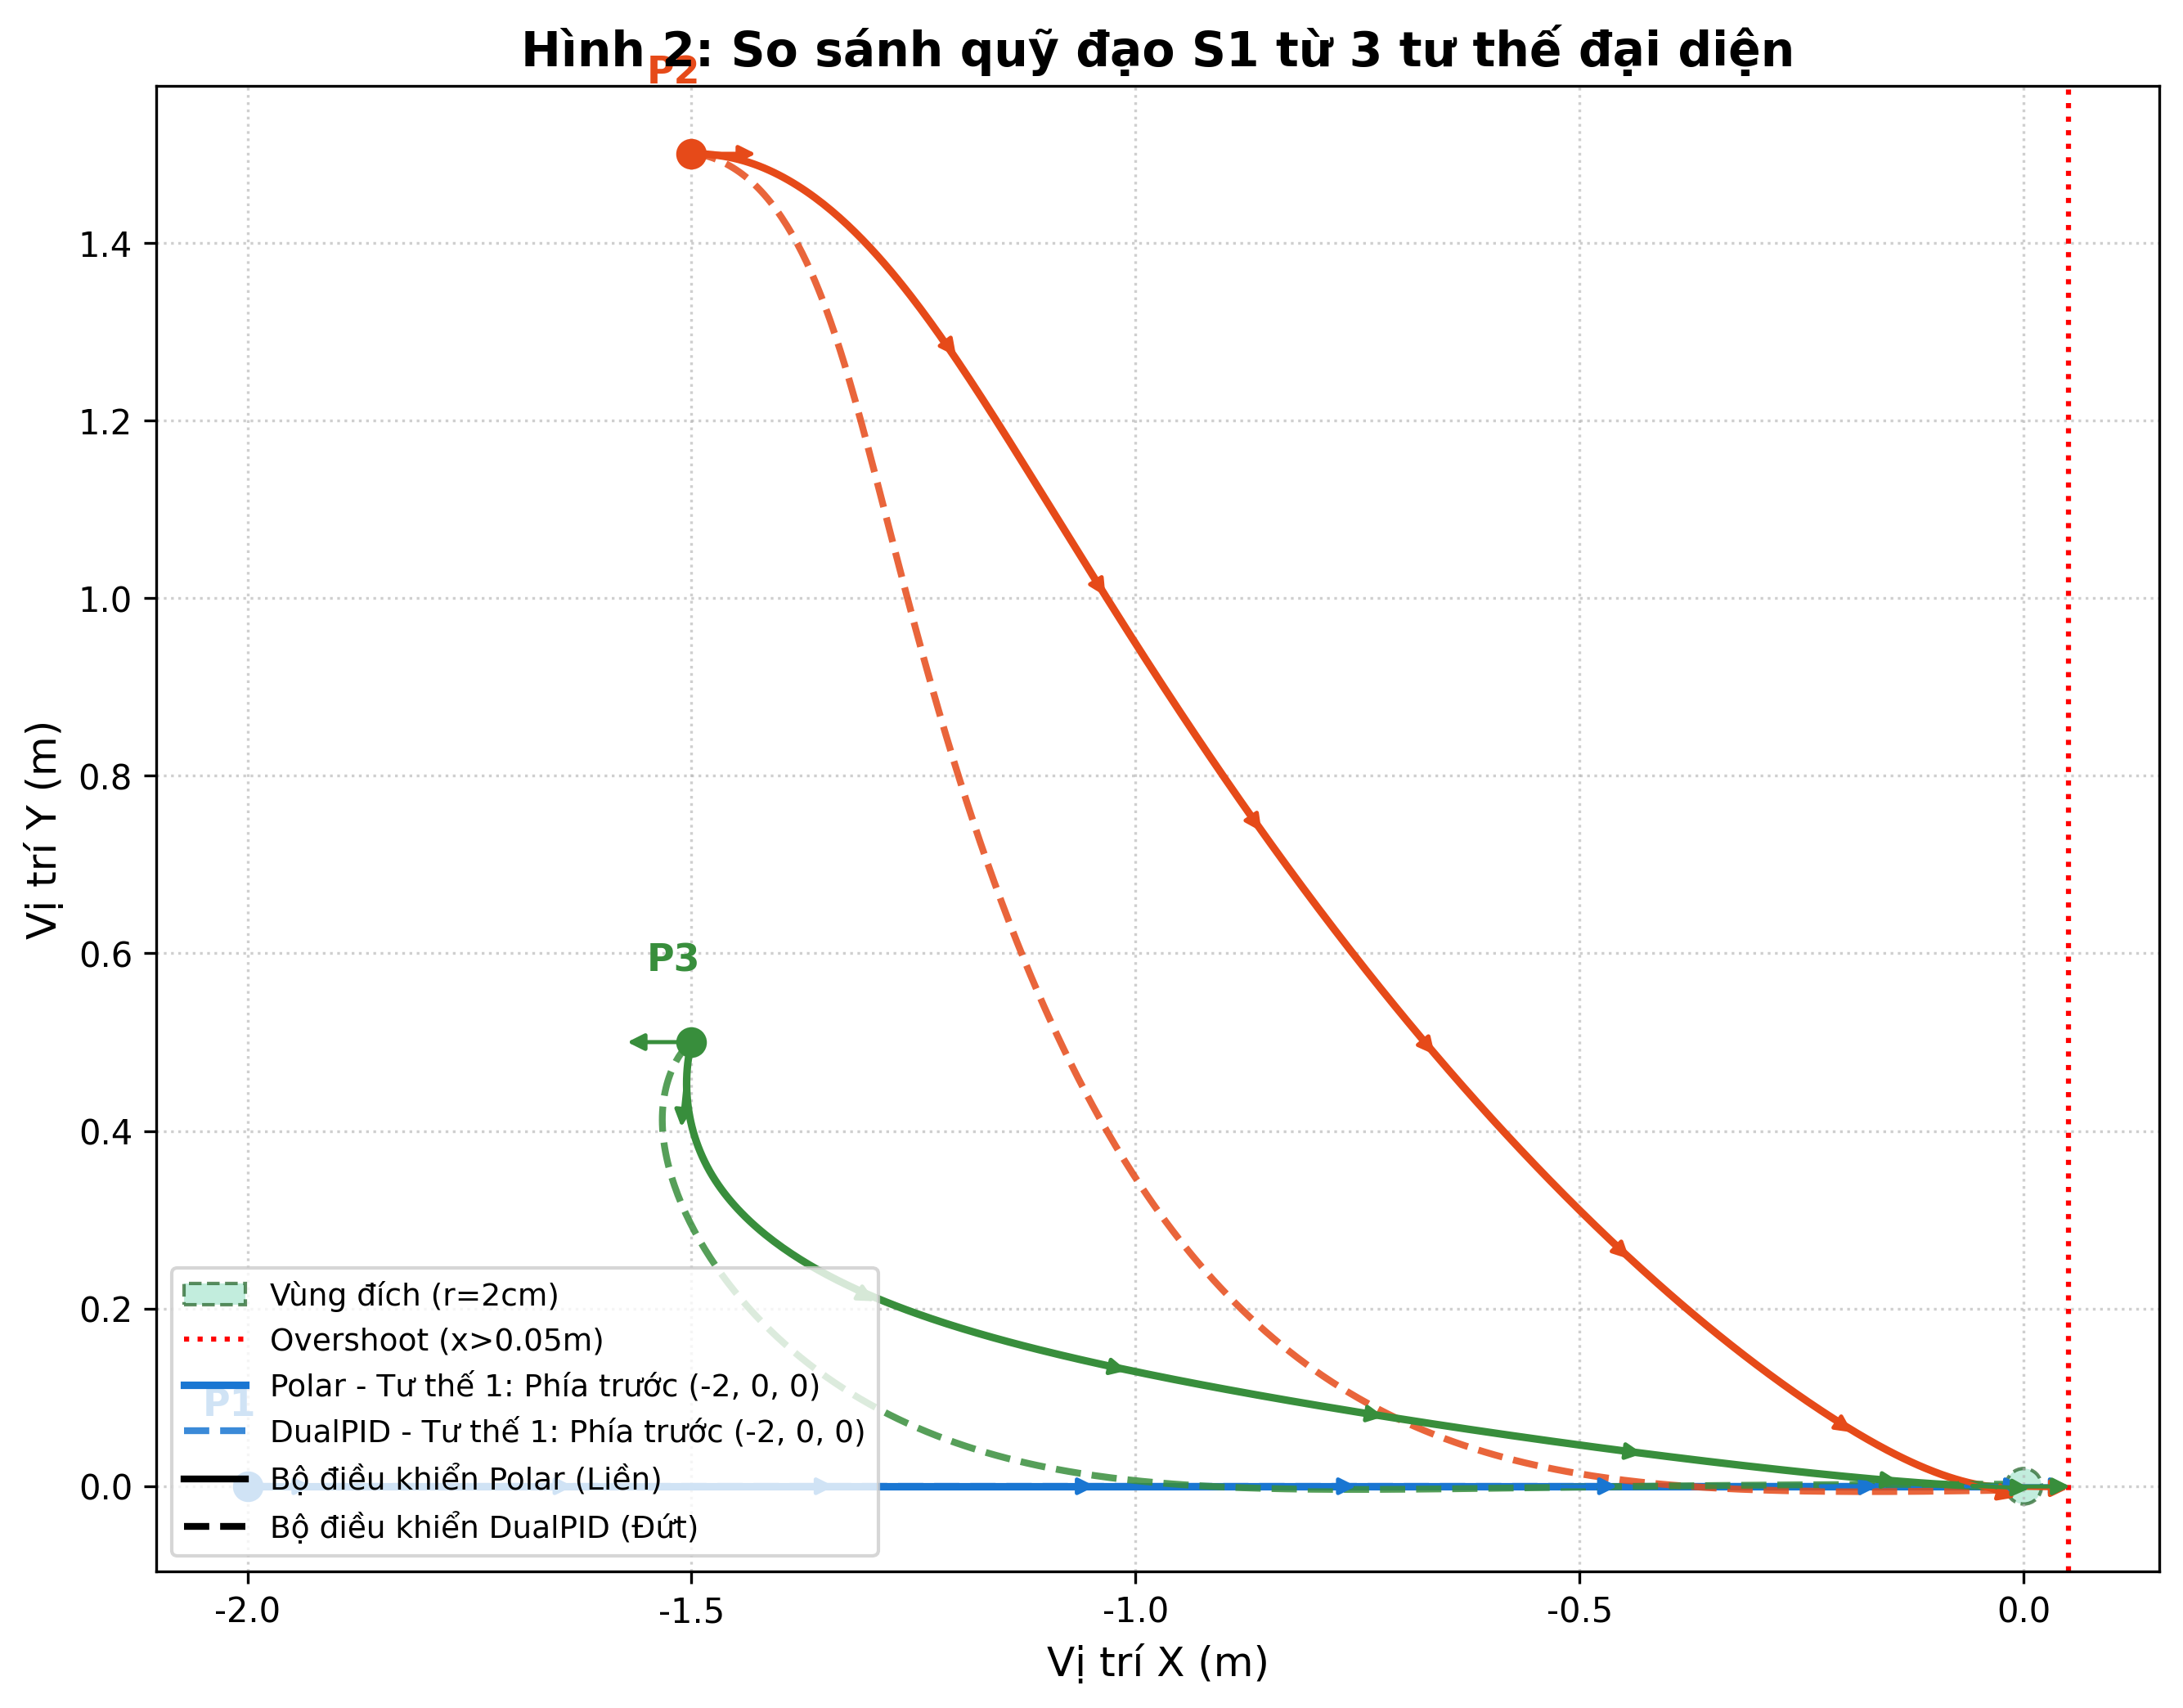 Hình 2: So sánh quỹ đạo S1 từ 3 tư thế đại diện
P2
1.4
1.2
1.0
0.8
0.6
0.4
0.2
0.0
Vị trí Y (m)
P3
P1
Vùng đích (r=2cm)
Overshoot (x>0.05m)
Polar - Tư thế 1: Phía trước (-2, 0, 0)
DualPID - Tư thế 1: Phía trước (-2, 0, 0)
Bộ điều khiển Polar (Liền)
Bộ điều khiển DualPID (Đứt)
-2.0 -1.5 -1.0 -0.5 0.0
Vị trí X (m)